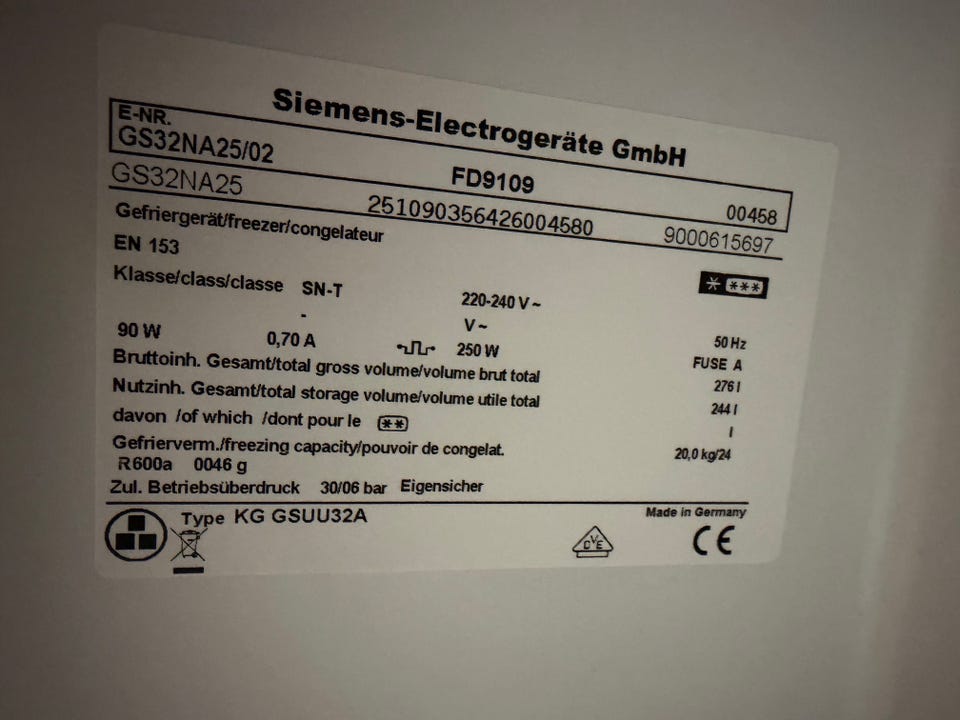 Siemens-Electrogeräte GmbH
E-NR.
GS32NA25/02 FD9109 00458
GS32NA25 251090356426004580 9000615697
Gefriergerät/freezer/congelateur
EN 153
****
Klasse/class/classe SN-T 220-240 V ~
- V ~ 50 Hz
90 W 0,70 A 250 W FUSE A
Bruttoinh. Gesamt/total gross volume/volume brut total 276 l
Nutzinh. Gesamt/total storage volume/volume utile total 244 l
davon /of which /dont pour le ** l
Gefrierverm./freezing capacity/pouvoir de congelat. 20,0 kg/24
R600a 0046 g
Zul. Betriebsüberdruck 30/06 bar Eigensicher
Type KG GSUU32A Made in Germany
DVE CE